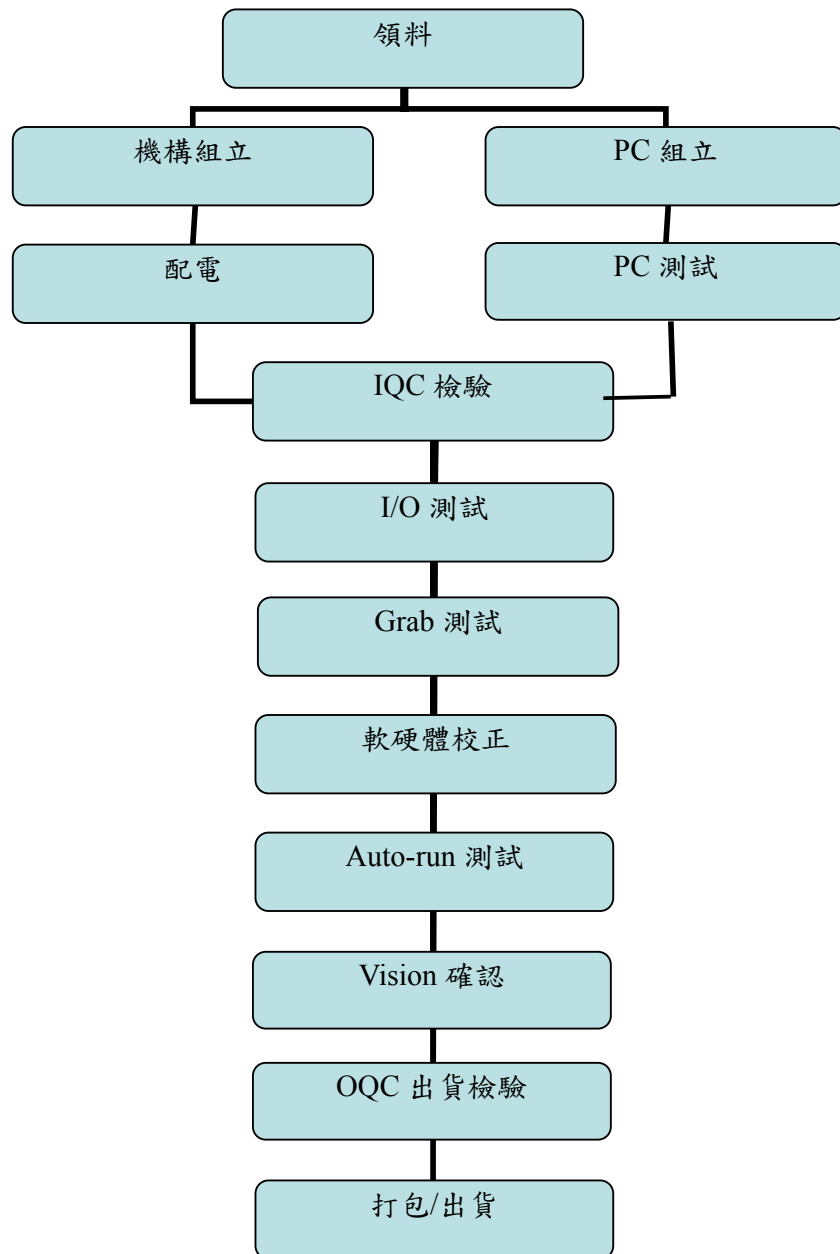 領料
機構組立
PC 組立
配電
PC 測試
IQC 檢驗
I/O 測試
Grab 測試
軟硬體校正
Auto-run 測試
Vision 確認
OQC 出貨檢驗
打包/出貨